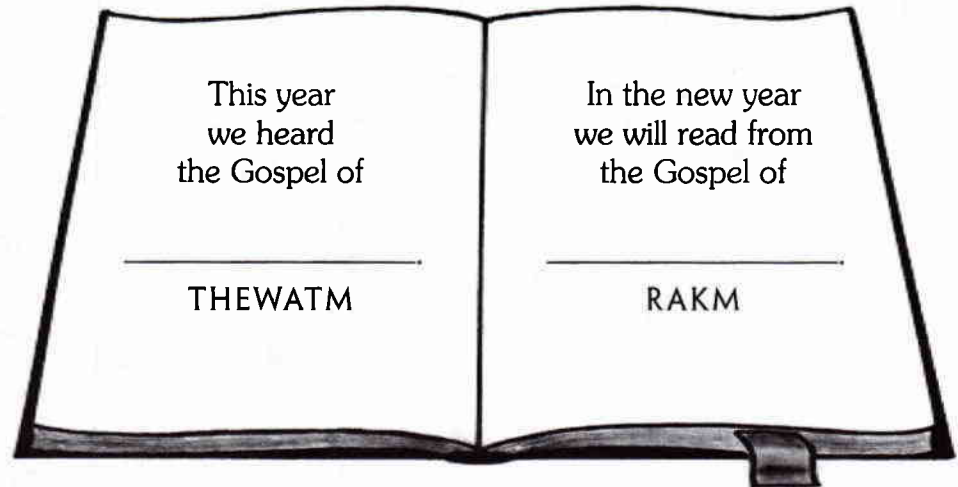 This year
we heard
the Gospel of
THEWATM
In the new year
we will read from
the Gospel of
RAKM